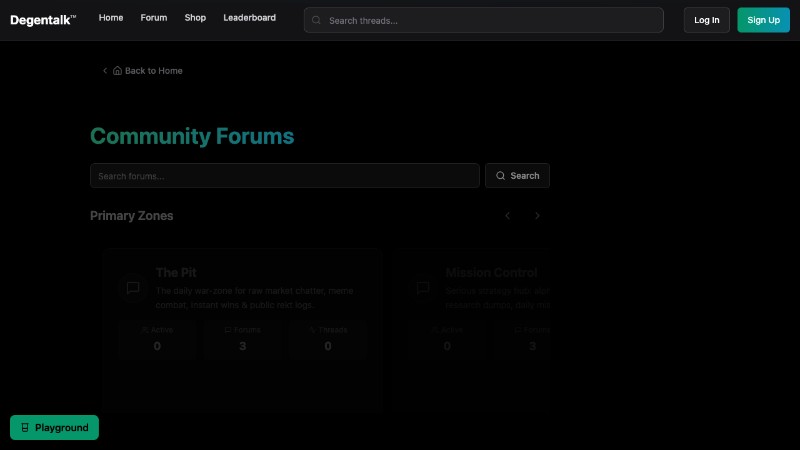 Degentalk™ Home Forum Shop Leaderboard Search threads... Log In Sign Up
Back to Home
Community Forums
Search forums... Search
Primary Zones
The Pit
The daily war-zone for raw market chatter, meme
combat, instant wins & public rekt logs.
Active Forums Threads
0 3 0
Mission Control
Active
0 3
Playground